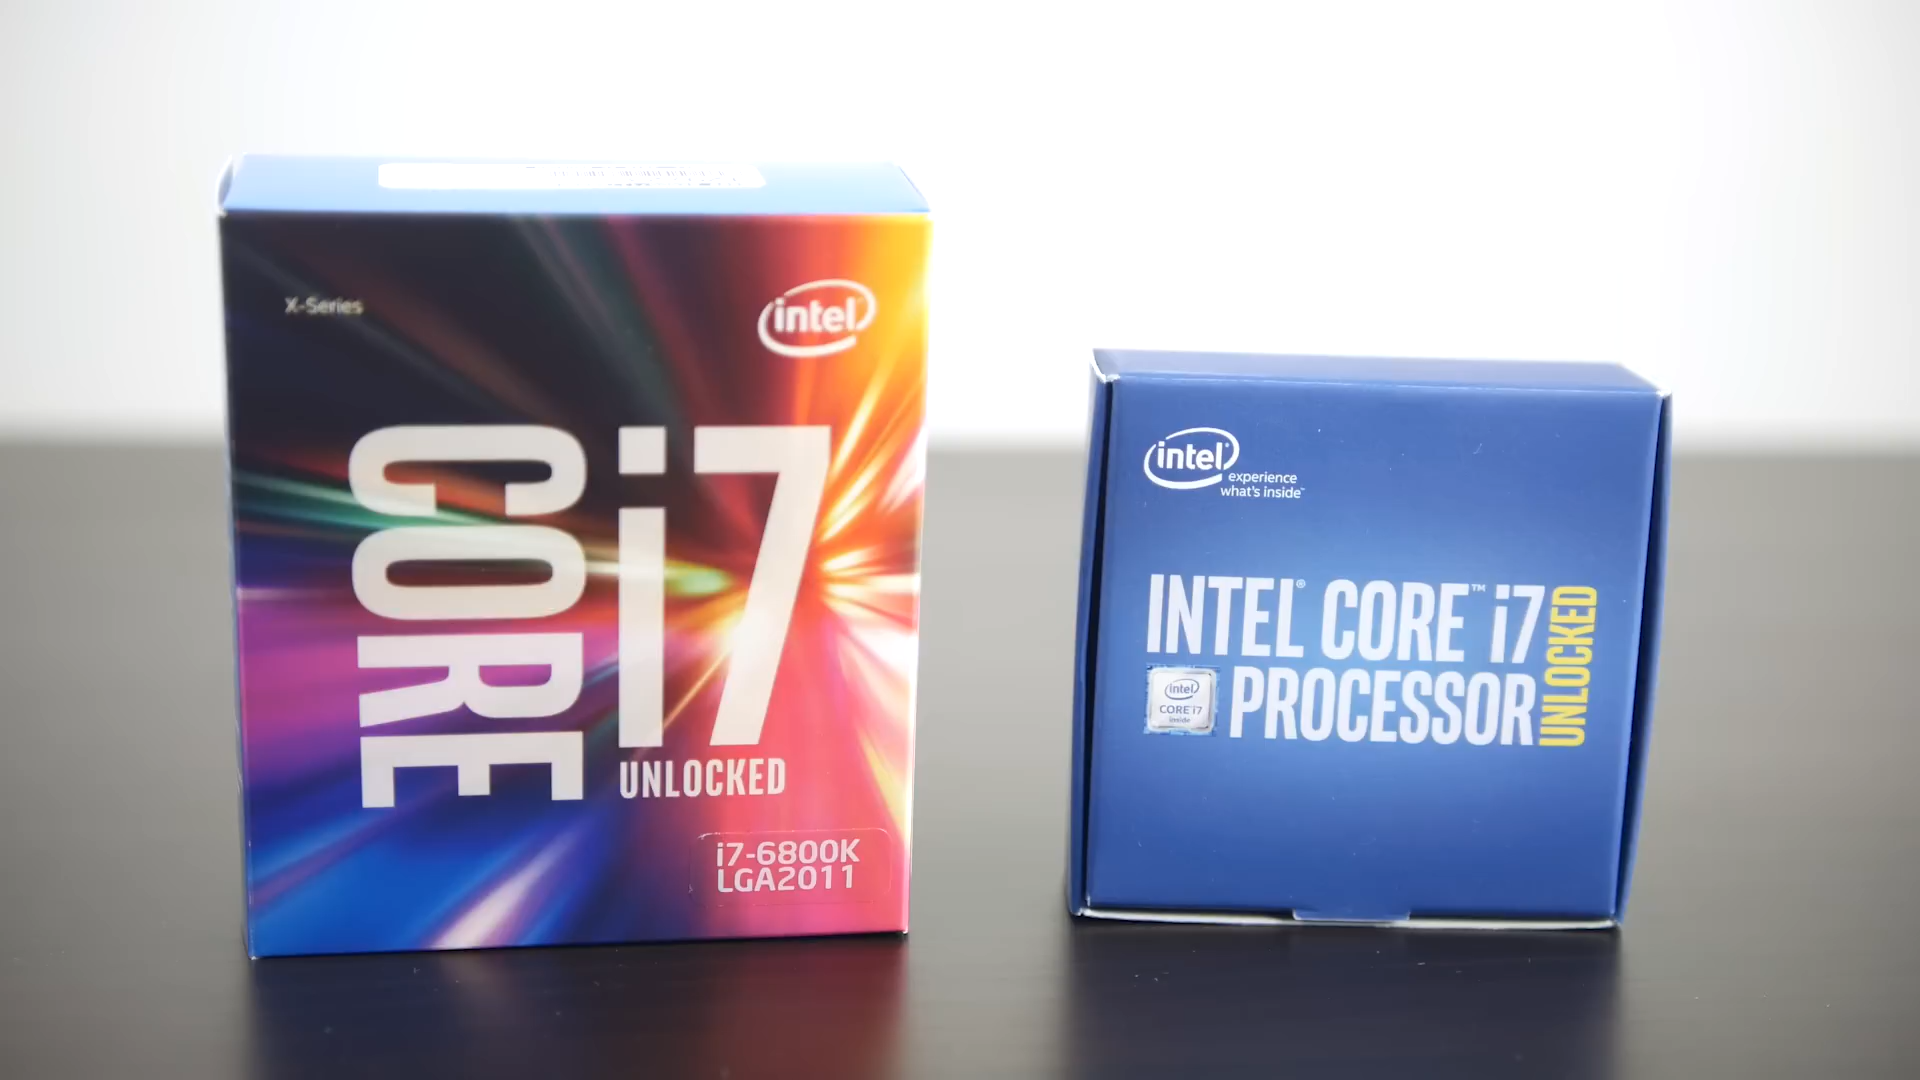 X-Series
intel
CORE
i7
UNLOCKED
i7-6800K
LGA2011
intel®
experience
what's inside™
INTEL® CORE™ i7
UNLOCKED
PROCESSOR
intel
CORE i7
inside